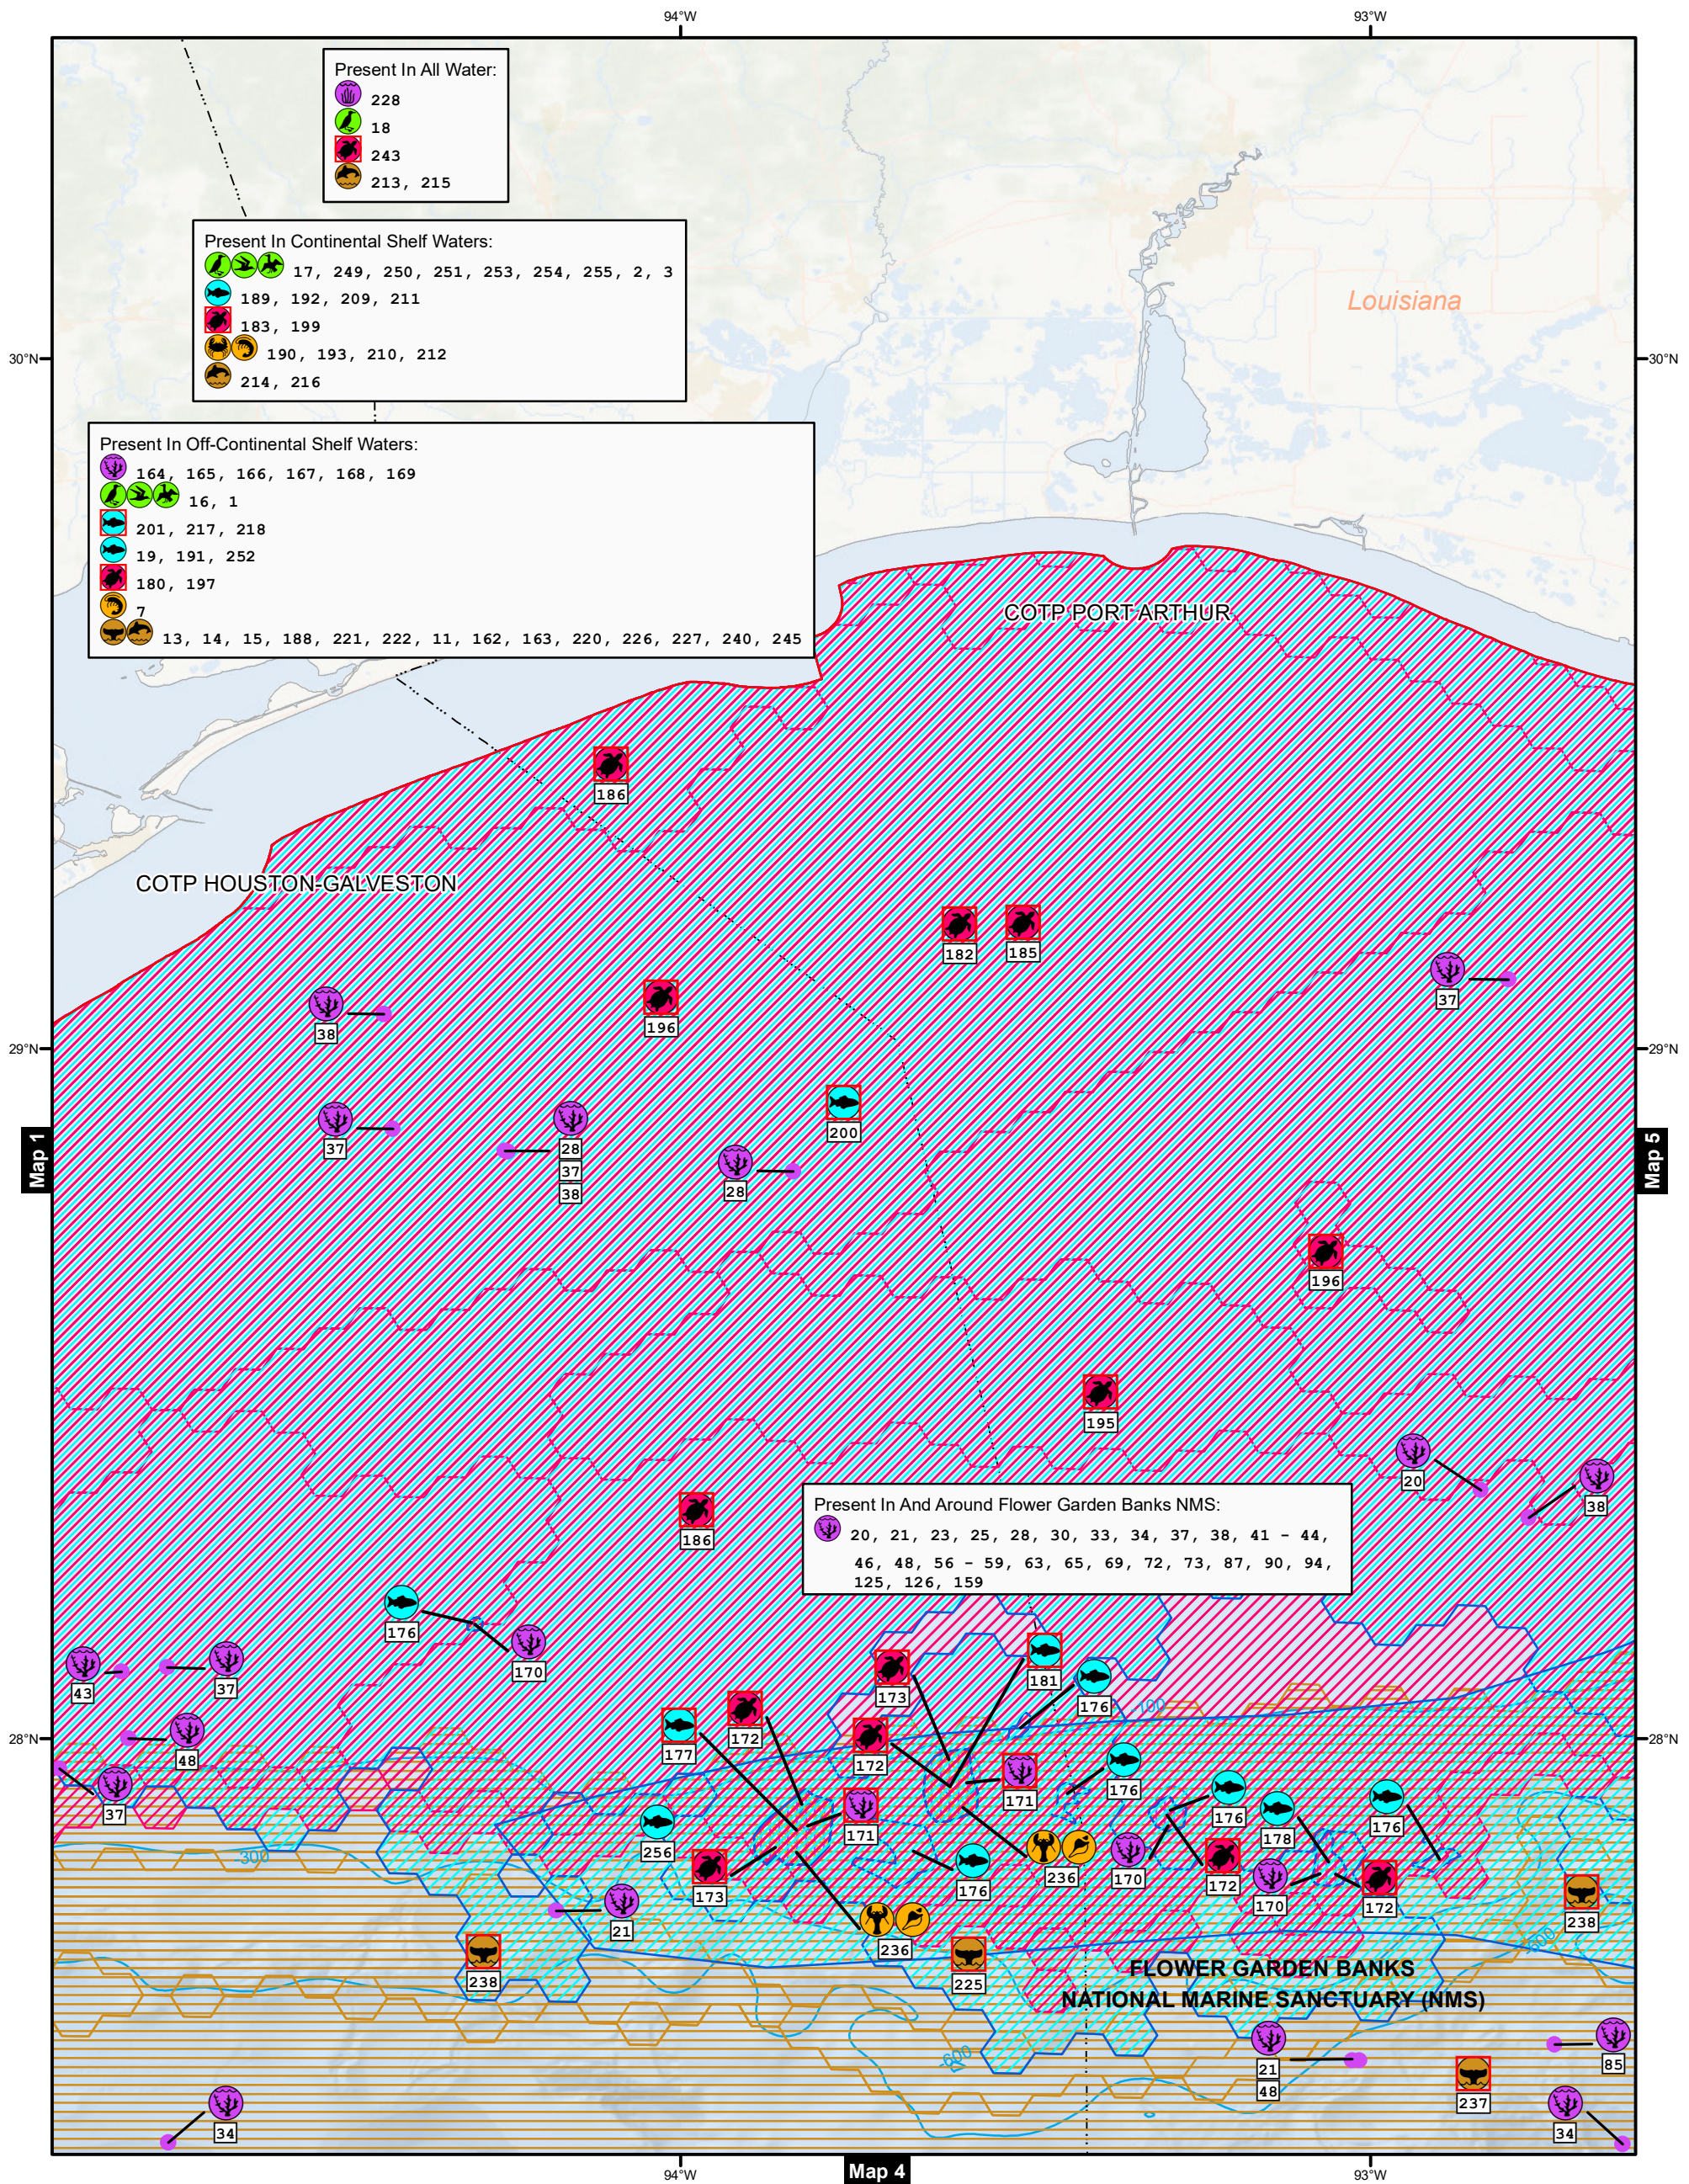 94°W
93°W
Present In All Water:
228
18
243
213, 215
Present In Continental Shelf Waters:
17, 249, 250, 251, 253, 254, 255, 2, 3
189, 192, 209, 211
183, 199
190, 193, 210, 212
214, 216
Louisiana
30°N
30°N
Present In Off-Continental Shelf Waters:
164, 165, 166, 167, 168, 169
16, 1
201, 217, 218
19, 191, 252
180, 197
7
13, 14, 15, 188, 221, 222, 11, 162, 163, 220, 226, 227, 240, 245
COTP PORT ARTHUR
186
COTP HOUSTON-GALVESTON
182
185
37
196
38
29°N
29°N
200
37
28
37
38
28
Map 1
Map 5
196
195
20
38
186
Present In And Around Flower Garden Banks NMS:
20, 21, 23, 25, 28, 30, 33, 34, 37, 38, 41 - 44,
46, 48, 56 - 59, 63, 65, 69, 72, 73, 87, 90, 94,
125, 126, 159
176
170
43
37
173
181
176
100
28°N
28°N
48
177
172
172
176
171
37
171
176
178
176
256
-300
173
176
236
170
172
170
172
21
236
238
238
225
-600
FLOWER GARDEN BANKS
NATIONAL MARINE SANCTUARY (NMS)
-600
21
48
85
237
34
34
94°W
Map 4
93°W